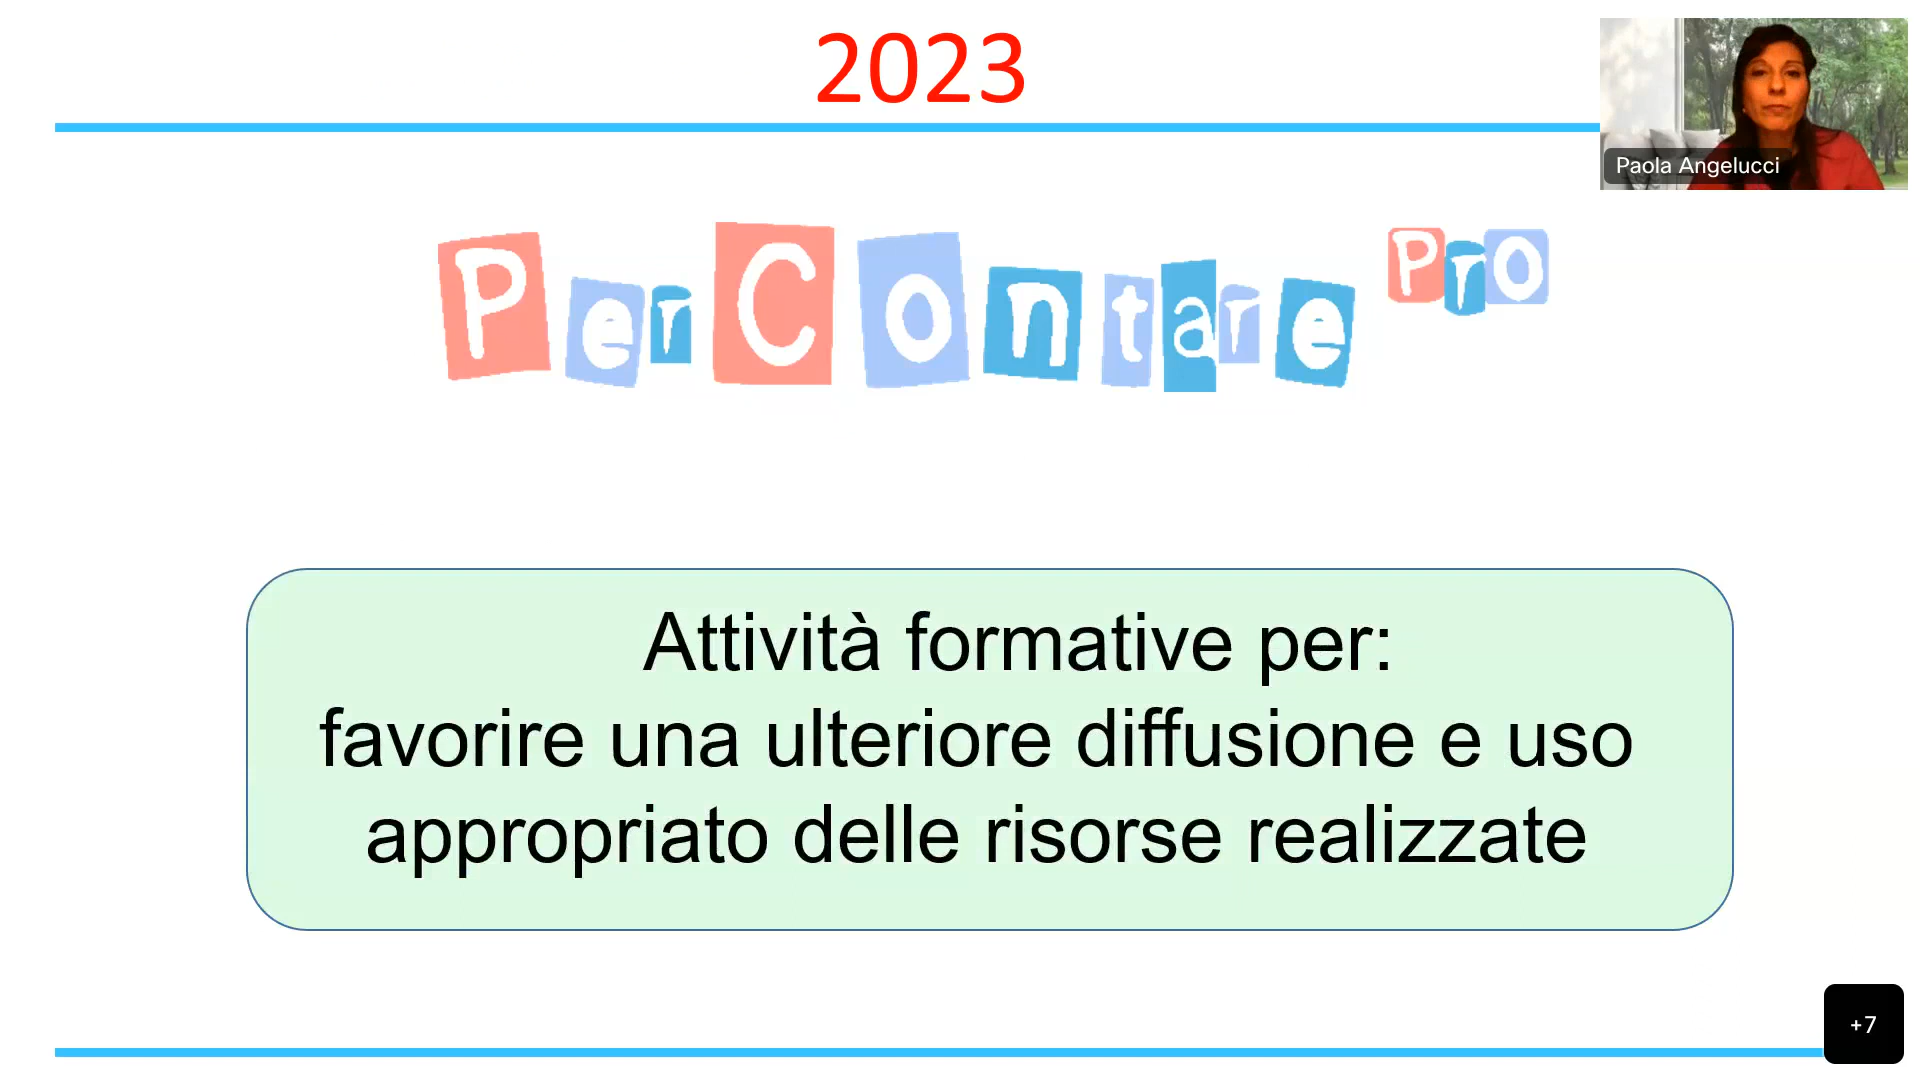 2023
Paola Angelucci
PerContare Pro
Attività formative per:
favorire una ulteriore diffusione e uso
appropriato delle risorse realizzate
+7